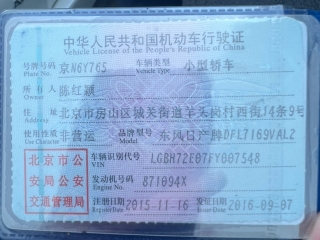 中华人民共和国机动车行驶证
Vehicle License of the People's Republic of China
号牌号码 京N6Y765 车辆类型 小型轿车
Plate No. Vehicle Type
所有人 陈红颖
Owner
住址 北京市房山区城关街道羊头岗村西街14条9号
Address
使用性质 非营运 品牌型号 东风日产牌DFL7169VAL2
Use Character Model
北京市公安局公安交通管理局
车辆识别代号 LGBH72E07FY007548
VIN
发动机号码 871094X
Engine No.
注册日期 2015-11-16 发证日期 2016-09-07
Register Date Issue Date